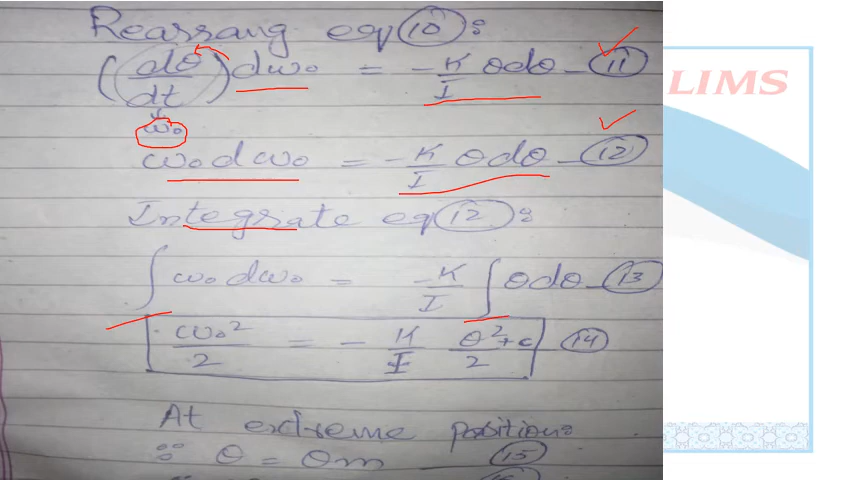 Rearrang eq (10):
(dθ/dt) dω₀ = -K/I θdθ - (11)
ω₀
ω₀dω₀ = -K/I θdθ - (12)
Integrate eq (12):
∫ω₀dω₀ = -K/I ∫θdθ - (13)
ω₀²/2 = - K/I θ²/2 + c (14)
At extreme position:
∵ θ = θm (15)
LIMS